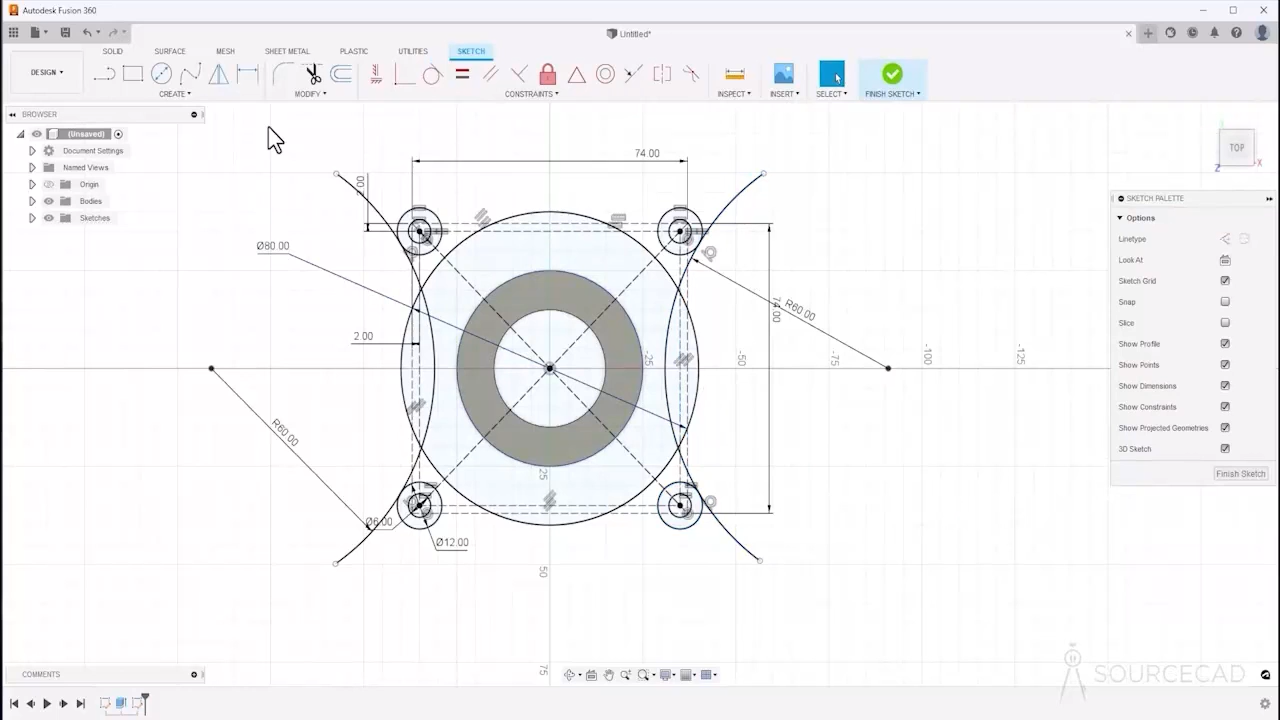 Autodesk Fusion 360
Untitled*
SOLID
SURFACE
MESH
SHEET METAL
PLASTIC
UTILITIES
SKETCH
DESIGN
CREATE
MODIFY
CONSTRAINTS
INSPECT
INSERT
SELECT
FINISH SKETCH
BROWSER
(Unsaved)
Document Settings
Named Views
Origin
Bodies
Sketches
TOP
Z
X
74.00
Ø80.00
2.00
74.00
R60.00
R60.00
Ø6.00
Ø12.00
-25
-50
-75
-100
-125
25
50
75
SKETCH PALETTE
Options
Linetype
Look At
Sketch Grid
Snap
Slice
Show Profile
Show Points
Show Dimensions
Show Constraints
Show Projected Geometries
3D Sketch
Finish Sketch
COMMENTS
SOURCECAD